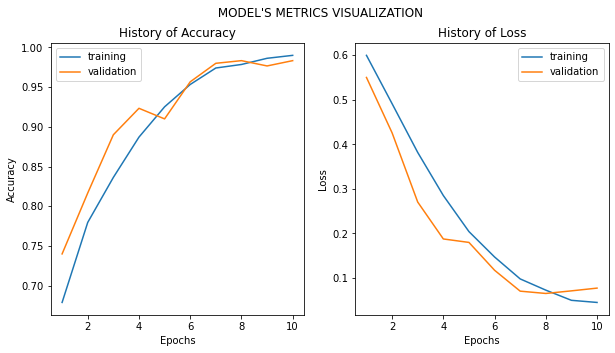 MODEL'S METRICS VISUALIZATION
History of Accuracy
training
validation
1.00
0.95
0.90
0.85
0.80
0.75
0.70
Accuracy
2 4 6 8 10
Epochs
History of Loss
training
validation
0.6
0.5
0.4
0.3
0.2
0.1
Loss
2 4 6 8 10
Epochs